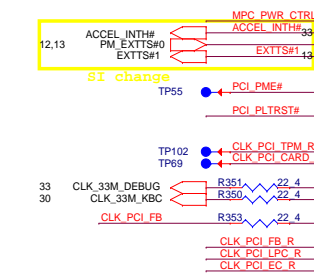 MPC_PWR_CTRL
ACCEL_INTH# ACCEL_INTH# 33
12,13 PM_EXTTS#0
EXTTS#1 EXTTS#1 13
SI change
TP55 PCI_PME#
PCI_PLTRST#
TP102 CLK_PCI_TPM_R
TP69 CLK_PCI_CARD_
33 CLK_33M_DEBUG R351 22_4
30 CLK_33M_KBC R350 22_4
CLK_PCI_FB R353 22_4
CLK_PCI_FB_R
CLK_PCI_LPC_R
CLK_PCI_EC_R